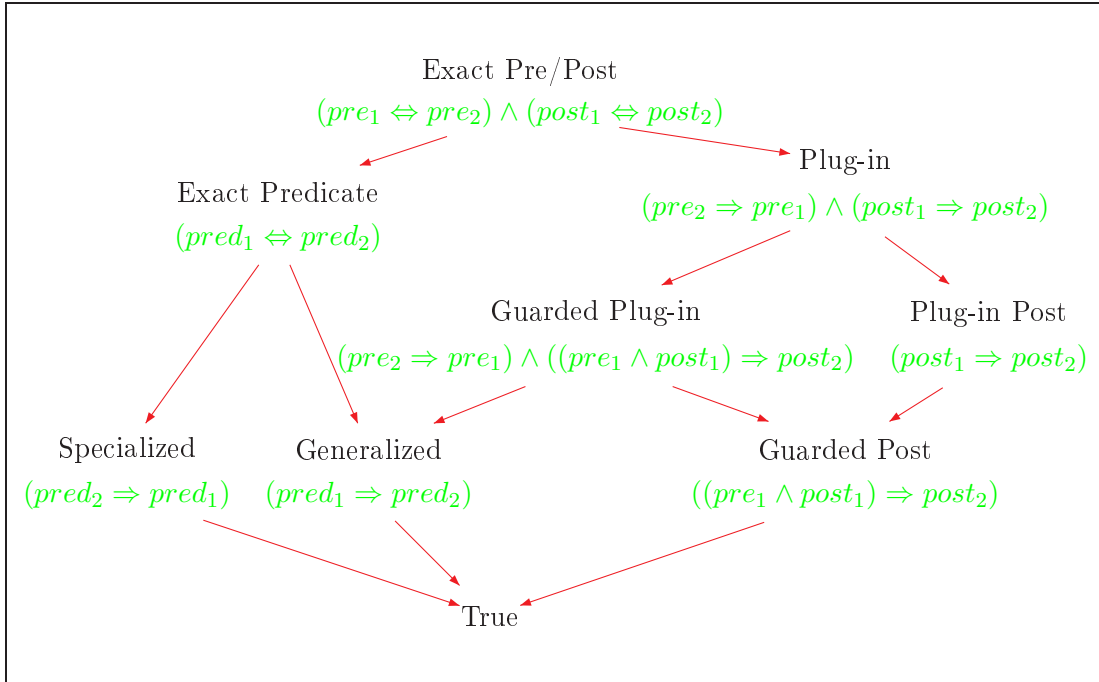 Exact Pre/Post
(pre₁ ⇔ pre₂) ∧ (post₁ ⇔ post₂)
Plug-in
(pre₂ ⇒ pre₁) ∧ (post₁ ⇒ post₂)
Exact Predicate
(pred₁ ⇔ pred₂)
Guarded Plug-in
(pre₂ ⇒ pre₁) ∧ ((pre₁ ∧ post₁) ⇒ post₂)
Plug-in Post
(post₁ ⇒ post₂)
Specialized
(pred₂ ⇒ pred₁)
Generalized
(pred₁ ⇒ pred₂)
Guarded Post
((pre₁ ∧ post₁) ⇒ post₂)
True